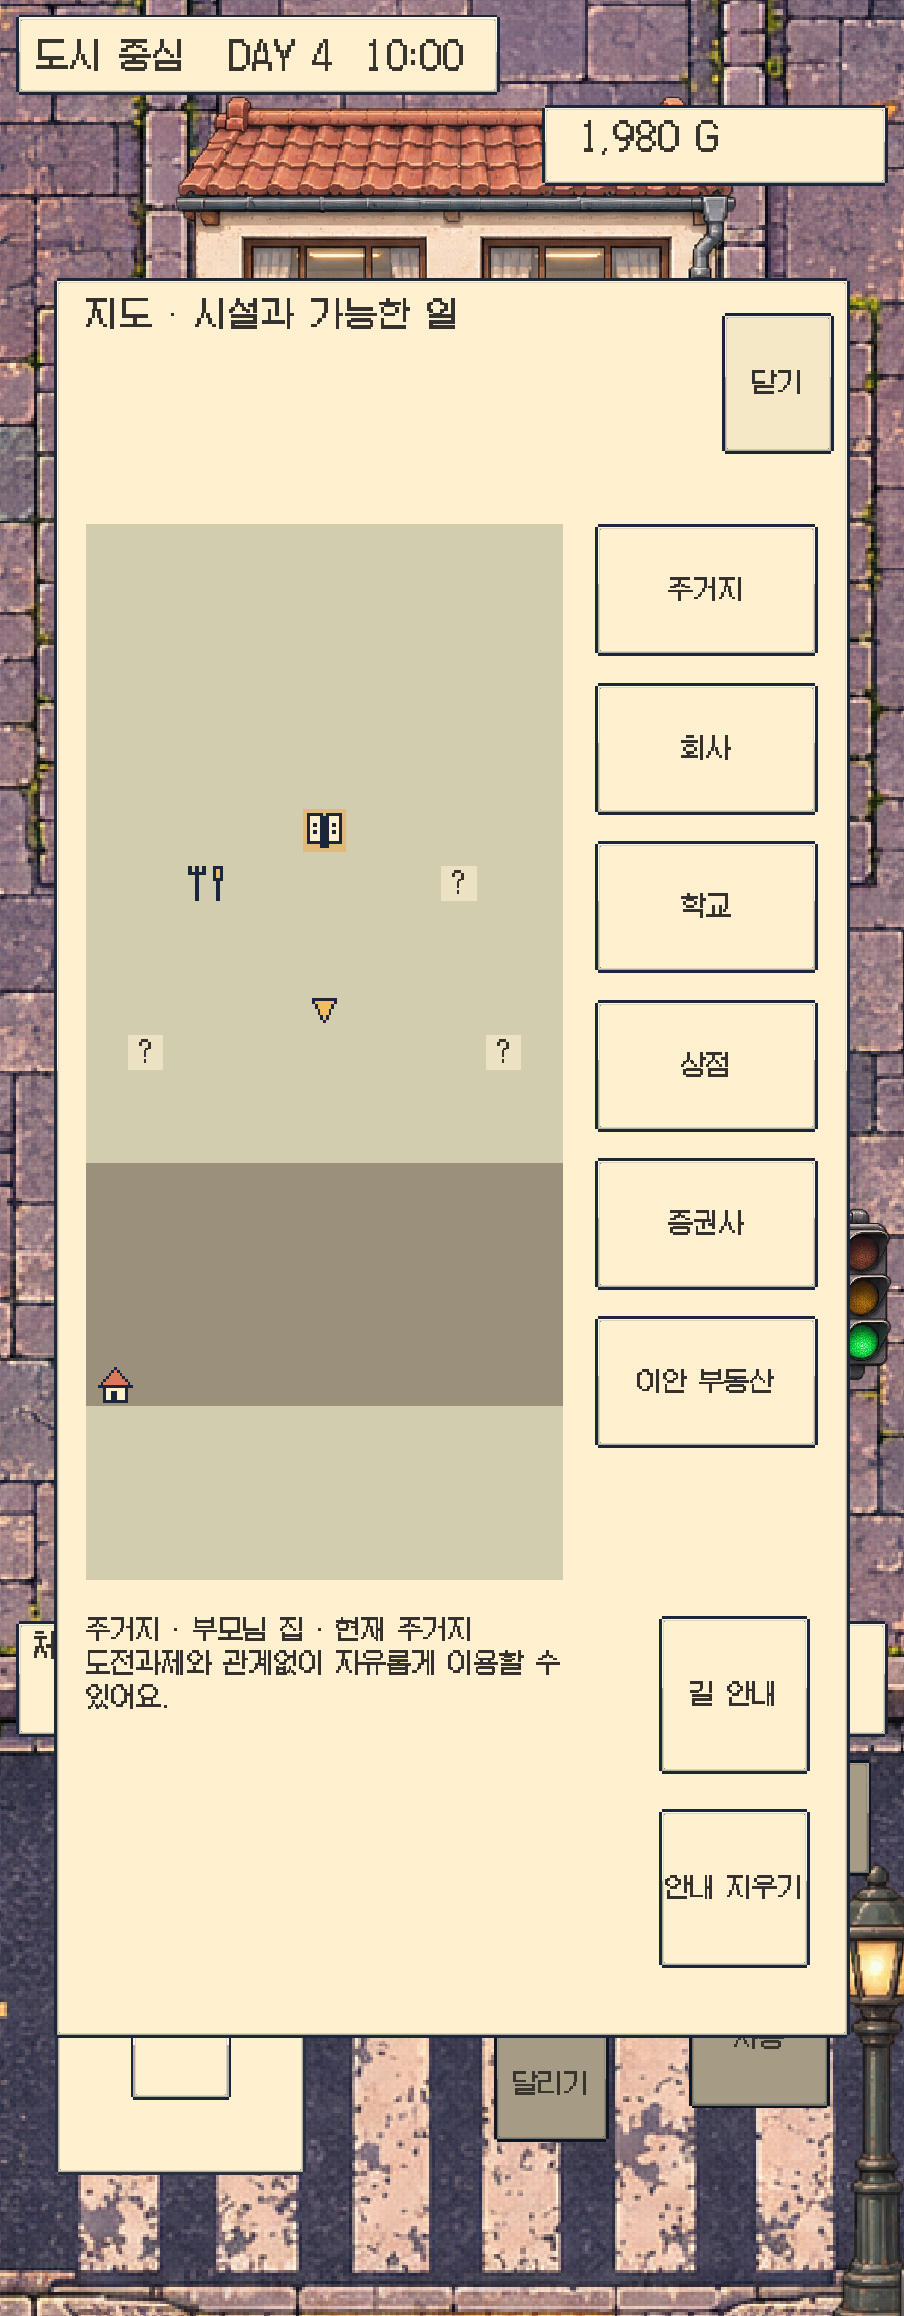 도시 중심 DAY 4 10:00
1,980 G
지도 · 시설과 가능한 일
닫기
주거지
회사
?
학교
?
?
상점
증권사
이안 부동산
주거지 · 부모님 집 · 현재 주거지
도전과제와 관계없이 자유롭게 이용할 수
있어요.
길 안내
안내 지우기
달리기